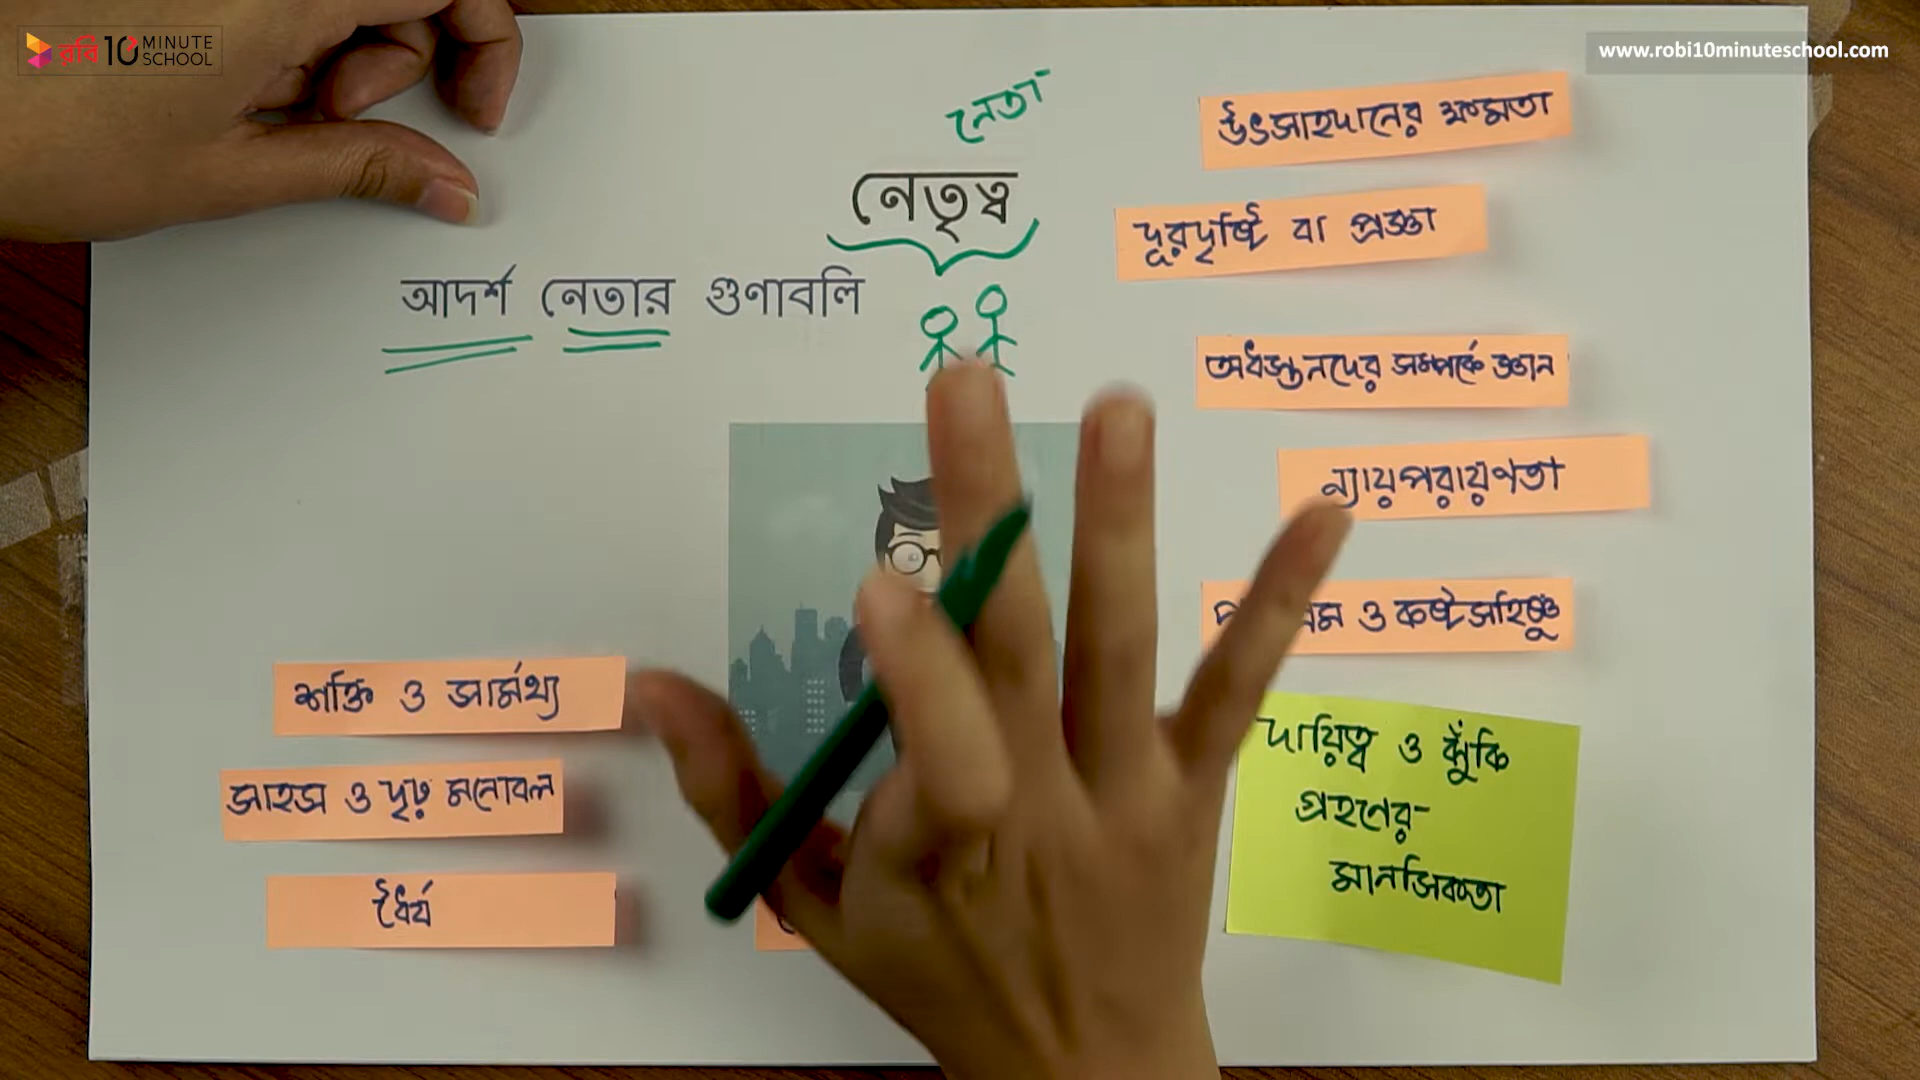 রবি 10 MINUTE SCHOOL
www.robi10minuteschool.com
নেতা
নেতৃত্ব
আদর্শ নেতার গুণাবলি
উৎসাহদানের ক্ষমতা
দূরদৃষ্টি বা প্রজ্ঞা
অধস্তনদের সম্পর্কে জ্ঞান
ন্যায়পরায়ণতা
ও কষ্টসহিষ্ণু
দায়িত্ব ও ঝুঁকি
গ্রহণের
মানসিকতা
শক্তি ও সার্মথ্য
সাহস ও দৃঢ় মনোবল
ধৈর্য